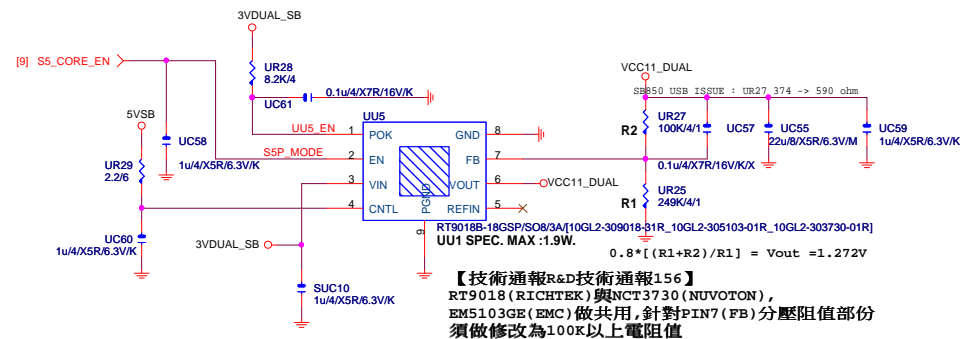 3VDUAL_SB
[9] S5_CORE_EN
UR28
8.2K/4
0.1u/4/X7R/16V/K
UC61
VCC11_DUAL
SB850 USB ISSUE : UR27 374 -> 590 ohm
5VSB
UC58
1u/4/X5R/6.3V/K
UU5
UU5_EN
1 POK GND 8
S5P_MODE
2 EN FB 7
3 VIN VOUT 6
VCC11_DUAL
4 CNTL REFIN 5
PGND
9
UR29
2.2/6
UC60
1u/4/X5R/6.3V/K
3VDUAL_SB
SUC10
1u/4/X5R/6.3V/K
R2
UR27
100K/4/1
UC57
0.1u/4/X7R/16V/K/X
UC55
22u/8/X5R/6.3V/M
UC59
1u/4/X5R/6.3V/K
R1
UR25
249K/4/1
RT9018B-18GSP/SO8/3A/[10GL2-309018-31R_10GL2-305103-01R_10GL2-303730-01R]
UU1 SPEC. MAX :1.9W.
0.8*[(R1+R2)/R1] = Vout =1.272V
【技術通報R&D技術通報156】
RT9018(RICHTEK)與NCT3730(NUVOTON),
EM5103GE(EMC)做共用,針對PIN7(FB)分壓阻值部份
須做修改為100K以上電阻值